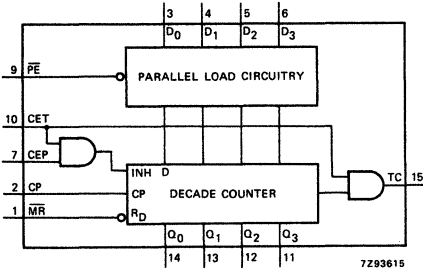 3 4 5 6
D0 D1 D2 D3
9 PE
PARALLEL LOAD CIRCUITRY
10 CET
7 CEP
INH D
TC 15
2 CP
CP DECADE COUNTER
1 MR
RD
Q0 Q1 Q2 Q3
14 13 12 11
7Z93615